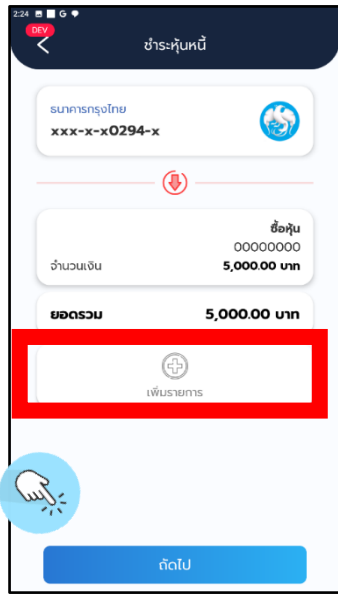 2:24 G
DEV
ชำระหุ้นหนี้
ธนาคารกรุงไทย
xxx-x-x0294-x
ซื้อหุ้น
00000000
จำนวนเงิน 5,000.00 บาท
ยอดรวม 5,000.00 บาท
เพิ่มรายการ
ถัดไป